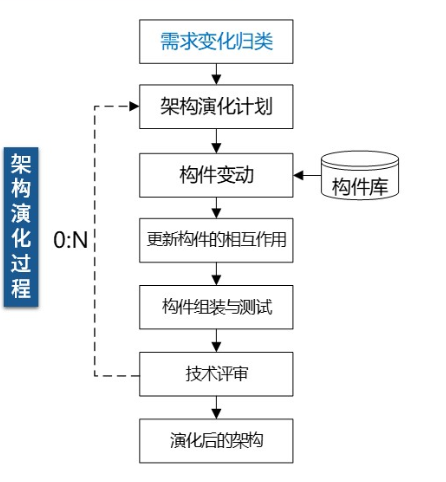 需求变化归类
架构演化计划
构件变动
构件库
架构演化过程
0:N
更新构件的相互作用
构件组装与测试
技术评审
演化后的架构